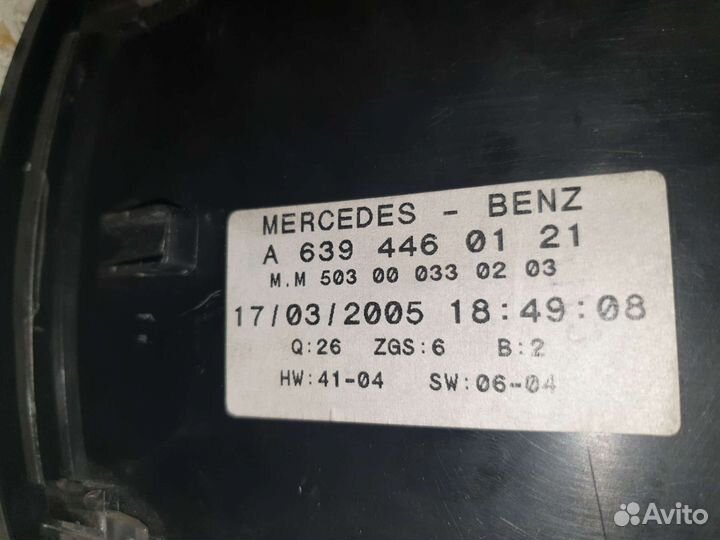 MERCEDES - BENZ
A 639 446 01 21
M.M 503 00 033 02 03
17/03/2005 18:49:08
Q:26 ZGS:6 B:2
HW:41-04 SW:06-04
Avito